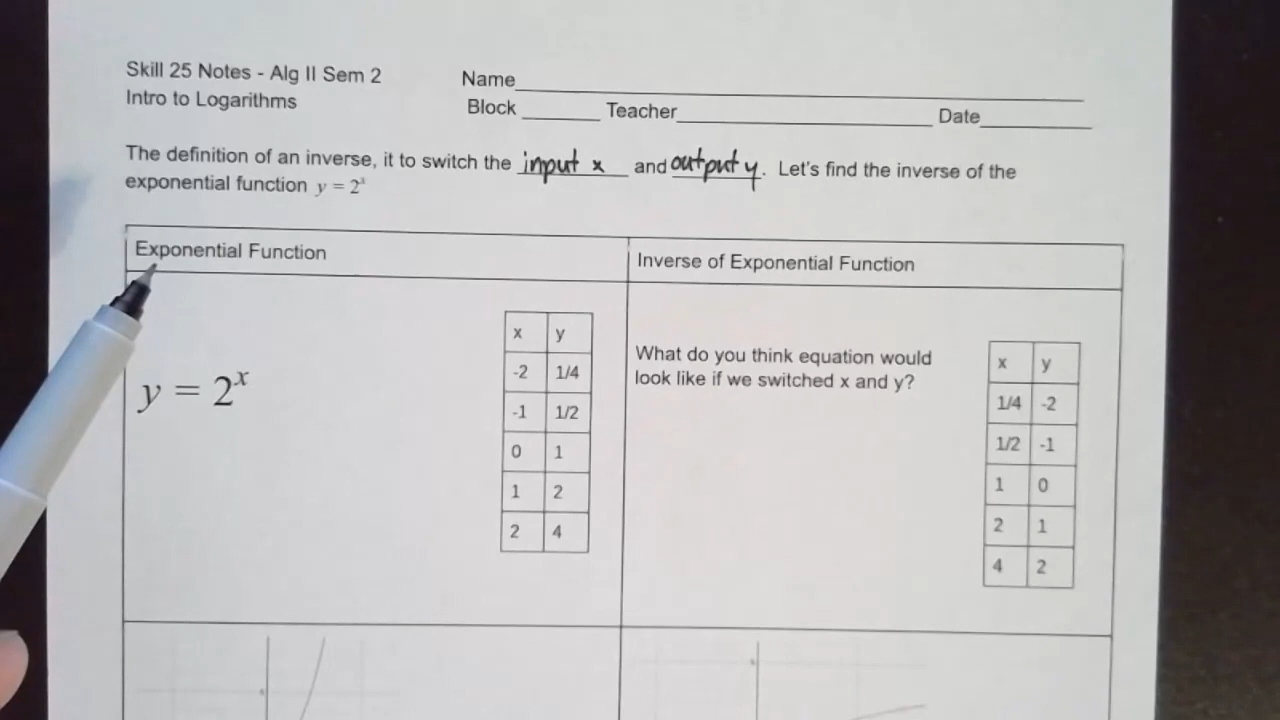 Skill 25 Notes - Alg II Sem 2
Intro to Logarithms
Name
Block Teacher Date
The definition of an inverse, it to switch the input x and output y. Let's find the inverse of the
exponential function y = 2ˣ
Exponential Function
y = 2ˣ
x y
-2 1/4
-1 1/2
0 1
1 2
2 4
Inverse of Exponential Function
What do you think equation would
look like if we switched x and y?
x y
1/4 -2
1/2 -1
1 0
2 1
4 2